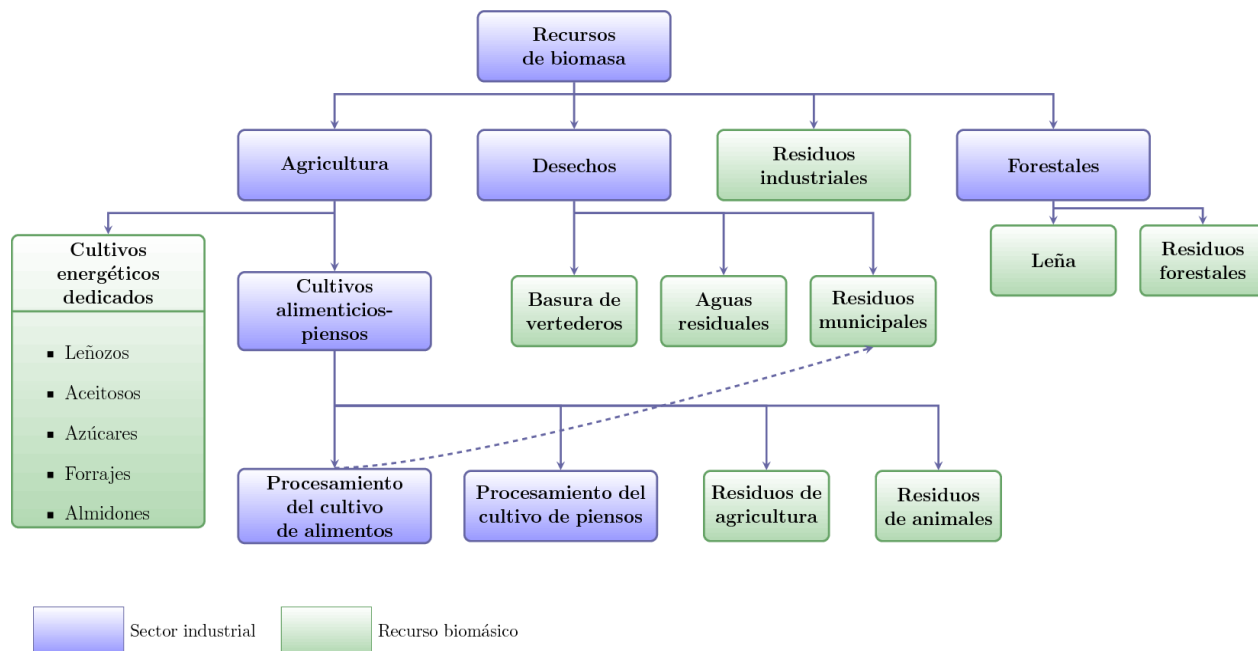 Recursos
de biomasa
Agricultura
Desechos
Residuos
industriales
Forestales
Cultivos
energéticos
dedicados
Cultivos
alimenticios-
piensos
Basura de
vertederos
Aguas
residuales
Residuos
municipales
Leña
Residuos
forestales
Leñozos
Aceitosos
Azúcares
Forrajes
Almidones
Procesamiento
del cultivo
de alimentos
Procesamiento del
cultivo de piensos
Residuos de
agricultura
Residuos
de animales
Sector industrial
Recurso biomásico